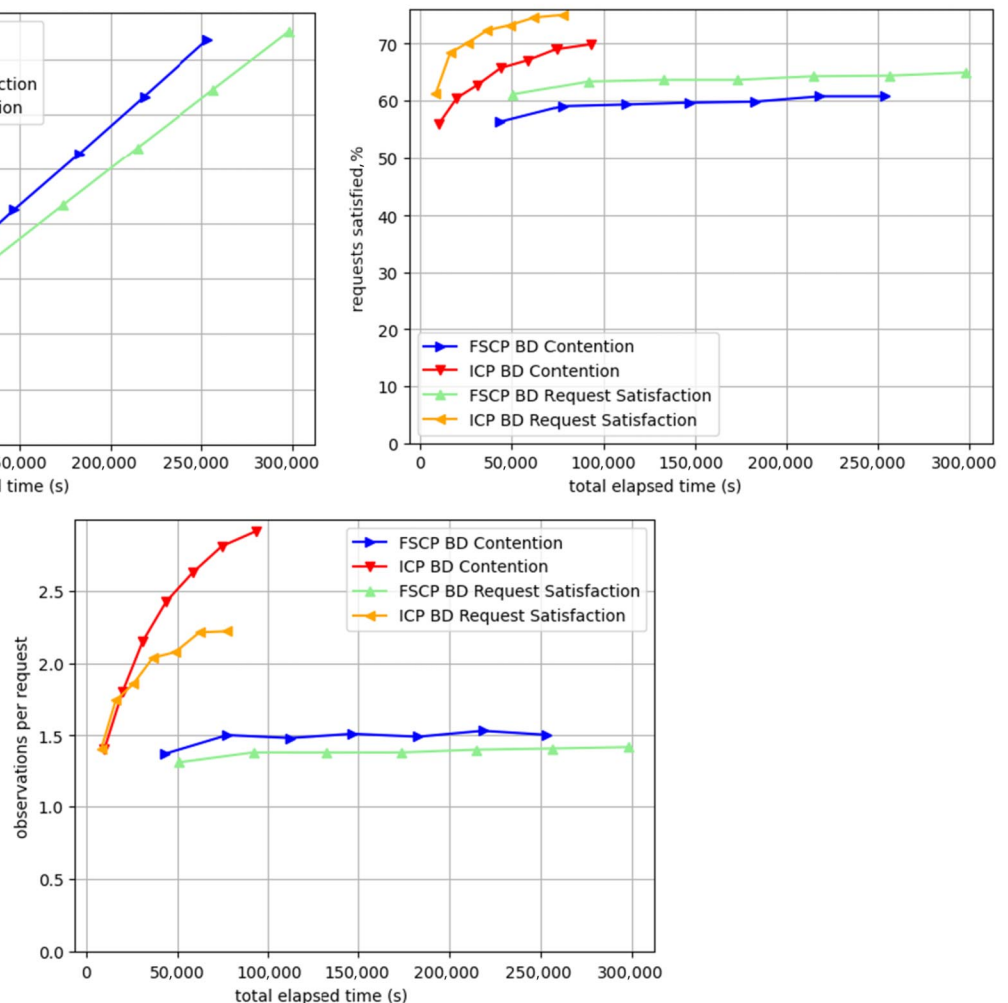 ction
ion
50,000 200,000 250,000 300,000
time (s)
70
60
50
40
30
20
10
0
requests satisfied,%
FSCP BD Contention
ICP BD Contention
FSCP BD Request Satisfaction
ICP BD Request Satisfaction
0 50,000 100,000 150,000 200,000 250,000 300,000
total elapsed time (s)
2.5
2.0
1.5
1.0
0.5
0.0
observations per request
FSCP BD Contention
ICP BD Contention
FSCP BD Request Satisfaction
ICP BD Request Satisfaction
0 50,000 100,000 150,000 200,000 250,000 300,000
total elapsed time (s)